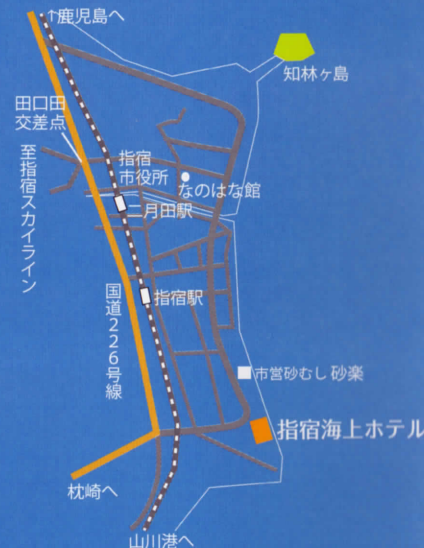 ↑鹿児島へ
知林ヶ島
田口田
交差点
至指宿スカイライン
指宿
市役所
なのはな館
二月田駅
指宿駅
国道226号線
市営砂むし 砂楽
指宿海上ホテル
枕崎へ
山川港へ